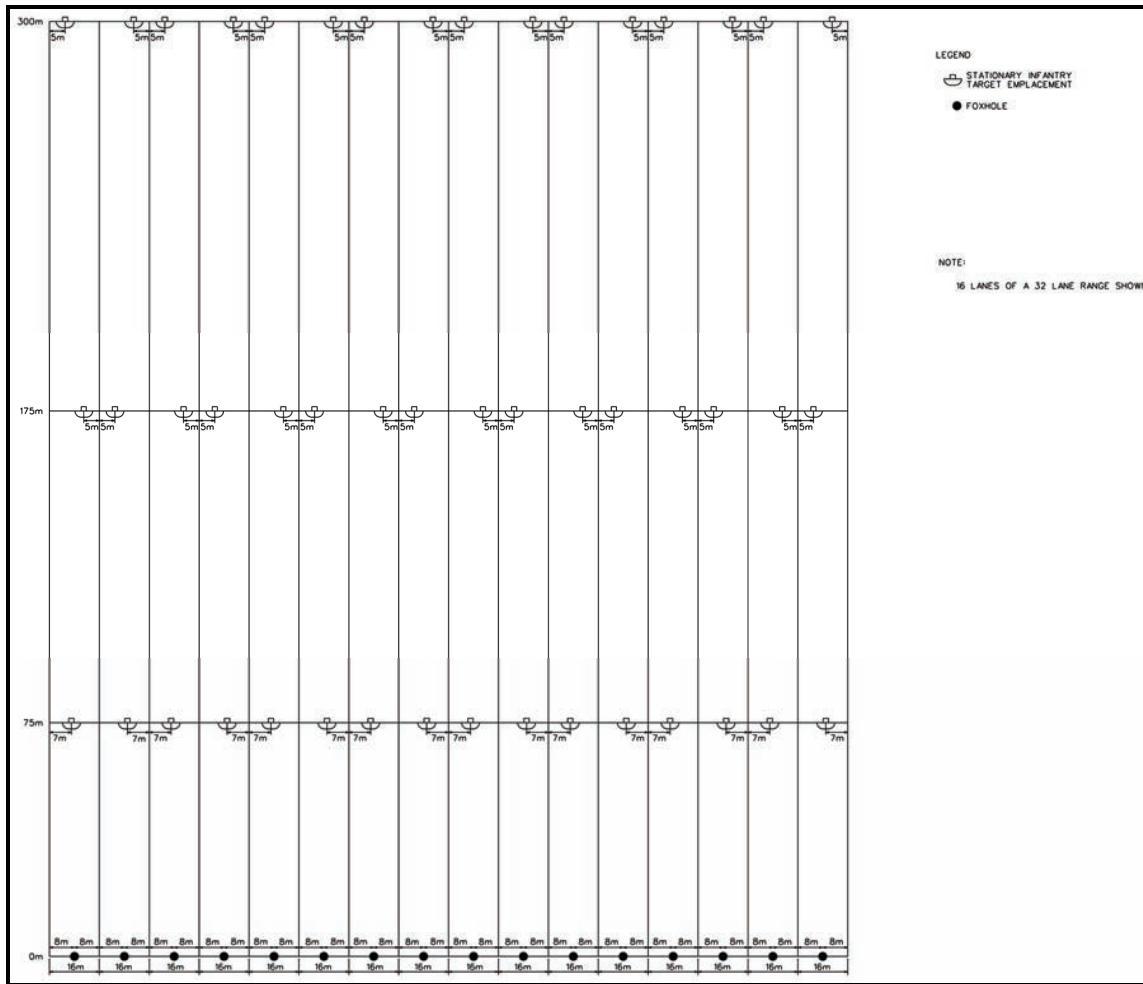 300m
5m 5m 5m 5m 5m 5m 5m 5m 5m 5m 5m 5m 5m 5m 5m 5m
LEGEND
STATIONARY INFANTRY
TARGET EMPLACEMENT
FOXHOLE
NOTE:
16 LANES OF A 32 LANE RANGE SHOWN
175m
5m 5m 5m 5m 5m 5m 5m 5m 5m 5m 5m 5m 5m 5m 5m 5m
75m
7m 7m 7m 7m 7m 7m 7m 7m 7m 7m 7m 7m 7m 7m 7m 7m
8m 8m 8m 8m 8m 8m 8m 8m 8m 8m 8m 8m 8m 8m 8m 8m 8m 8m 8m 8m 8m 8m 8m 8m 8m 8m 8m 8m 8m 8m 8m 8m
0m
16m 16m 16m 16m 16m 16m 16m 16m 16m 16m 16m 16m 16m 16m 16m 16m